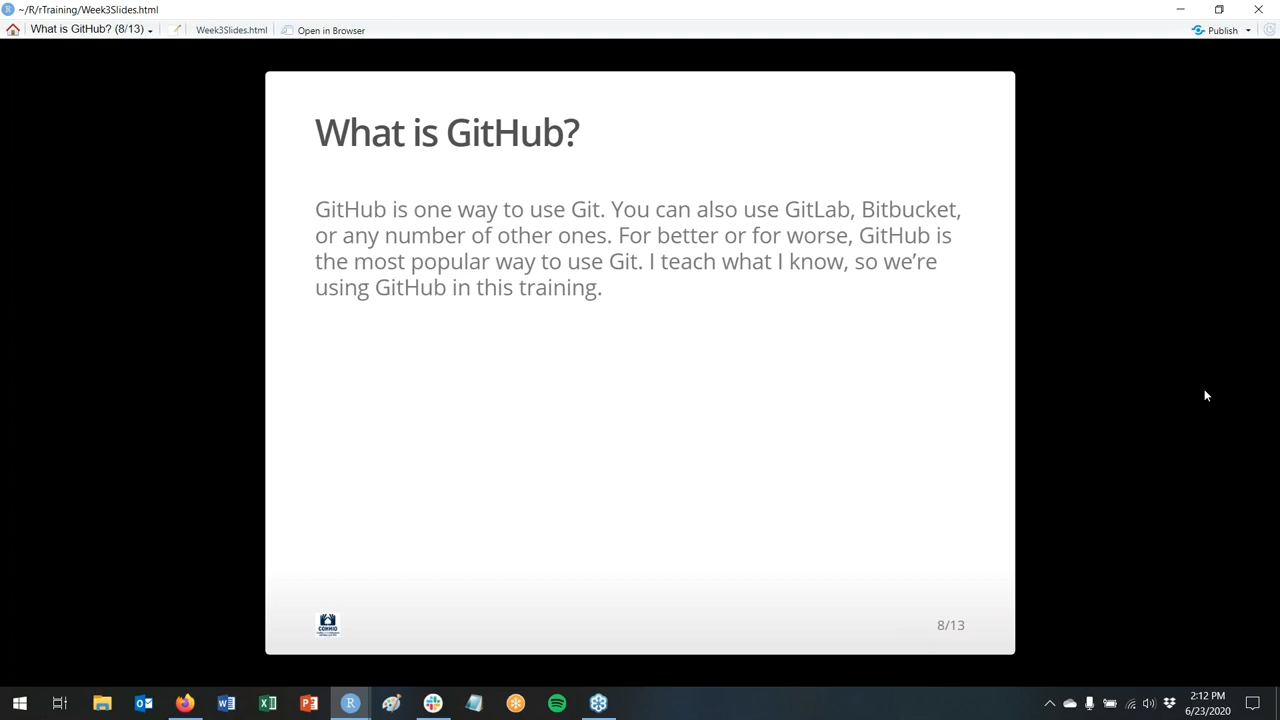 ~/R/rTraining/Week3Slides.html
What is GitHub? (8/13)
Week3Slides.html
Open in Browser
Publish
What is GitHub?
GitHub is one way to use Git. You can also use GitLab, Bitbucket,
or any number of other ones. For better or for worse, GitHub is
the most popular way to use Git. I teach what I know, so we’re
using GitHub in this training.
8/13
2:12 PM
6/23/2020